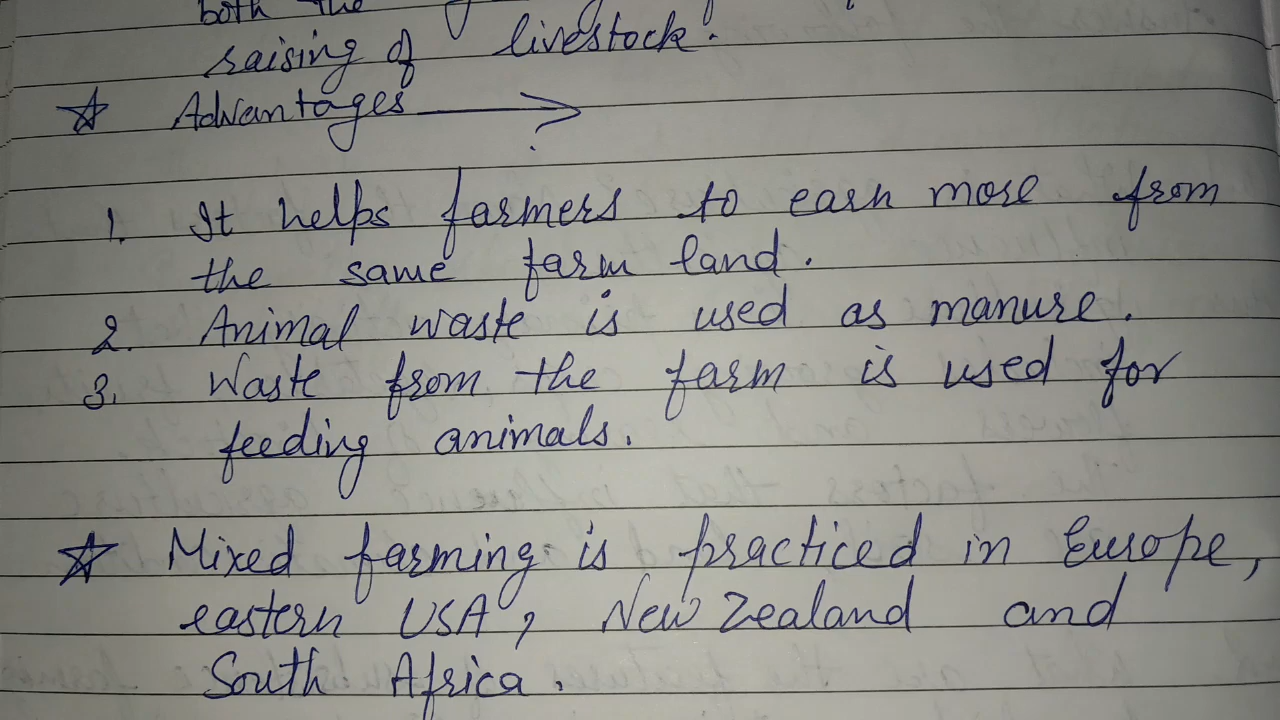 both the
raising of livestock.
☆ Advantages →
1. It helps farmers to earn more from
the same farm land.
2. Animal waste is used as manure.
3. Waste from the farm is used for
feeding animals.
☆ Mixed farming is practiced in Europe,
eastern USA, New Zealand and
South Africa.